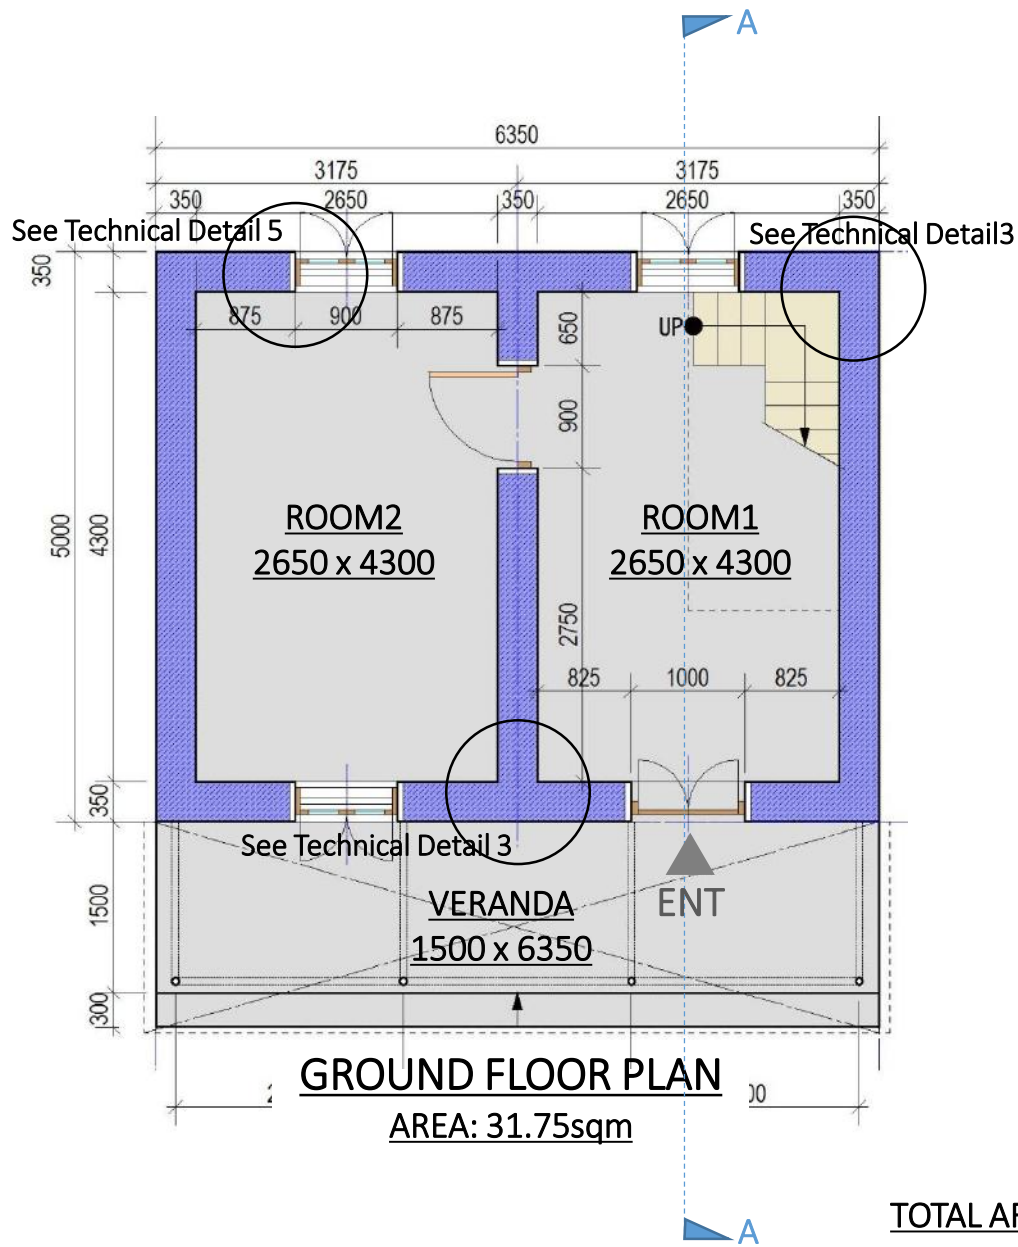 A
6350
3175 3175
350 2650 350 2650 350
See Technical Detail 5
See Technical Detail3
350
875 900 875
650
UP
900
5000
4300
ROOM2
2650 x 4300
ROOM1
2650 x 4300
2750
825 1000 825
350
See Technical Detail 3
1500
VERANDA
1500 x 6350
ENT
300
GROUND FLOOR PLAN
AREA: 31.75sqm
TOTAL
A